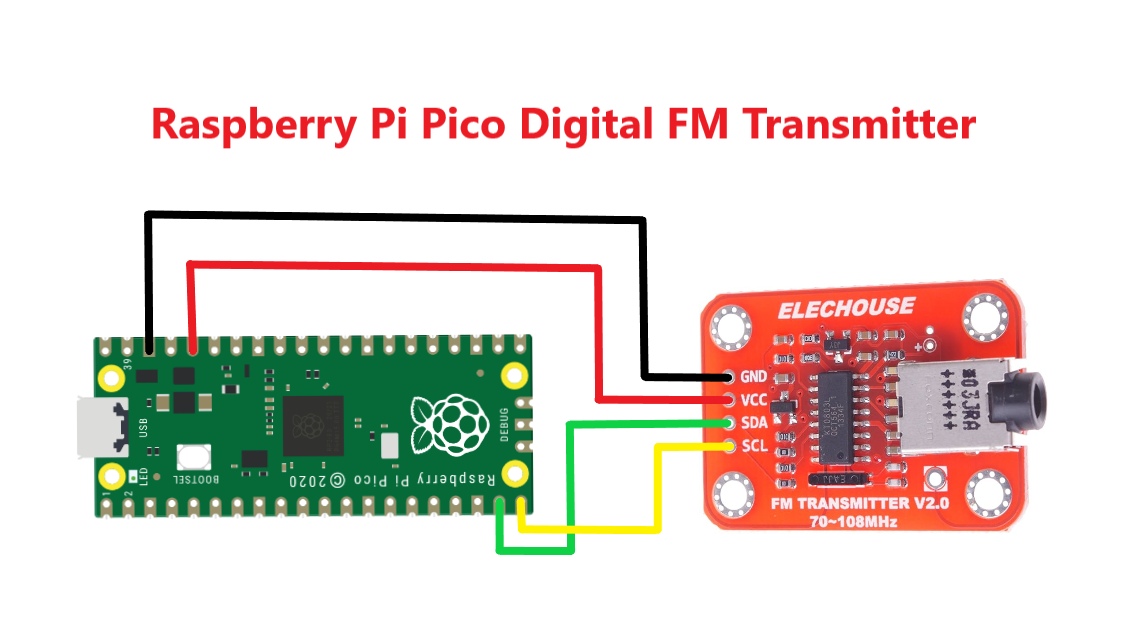 Raspberry Pi Pico Digital FM Transmitter
39
USB
LED
1
2
BOOTSEL
Raspberry Pi Pico © 2020
DEBUG
ELECHOUSE
GND
VCC
SDA
SCL
FM TRANSMITTER V2.0
70~108MHz